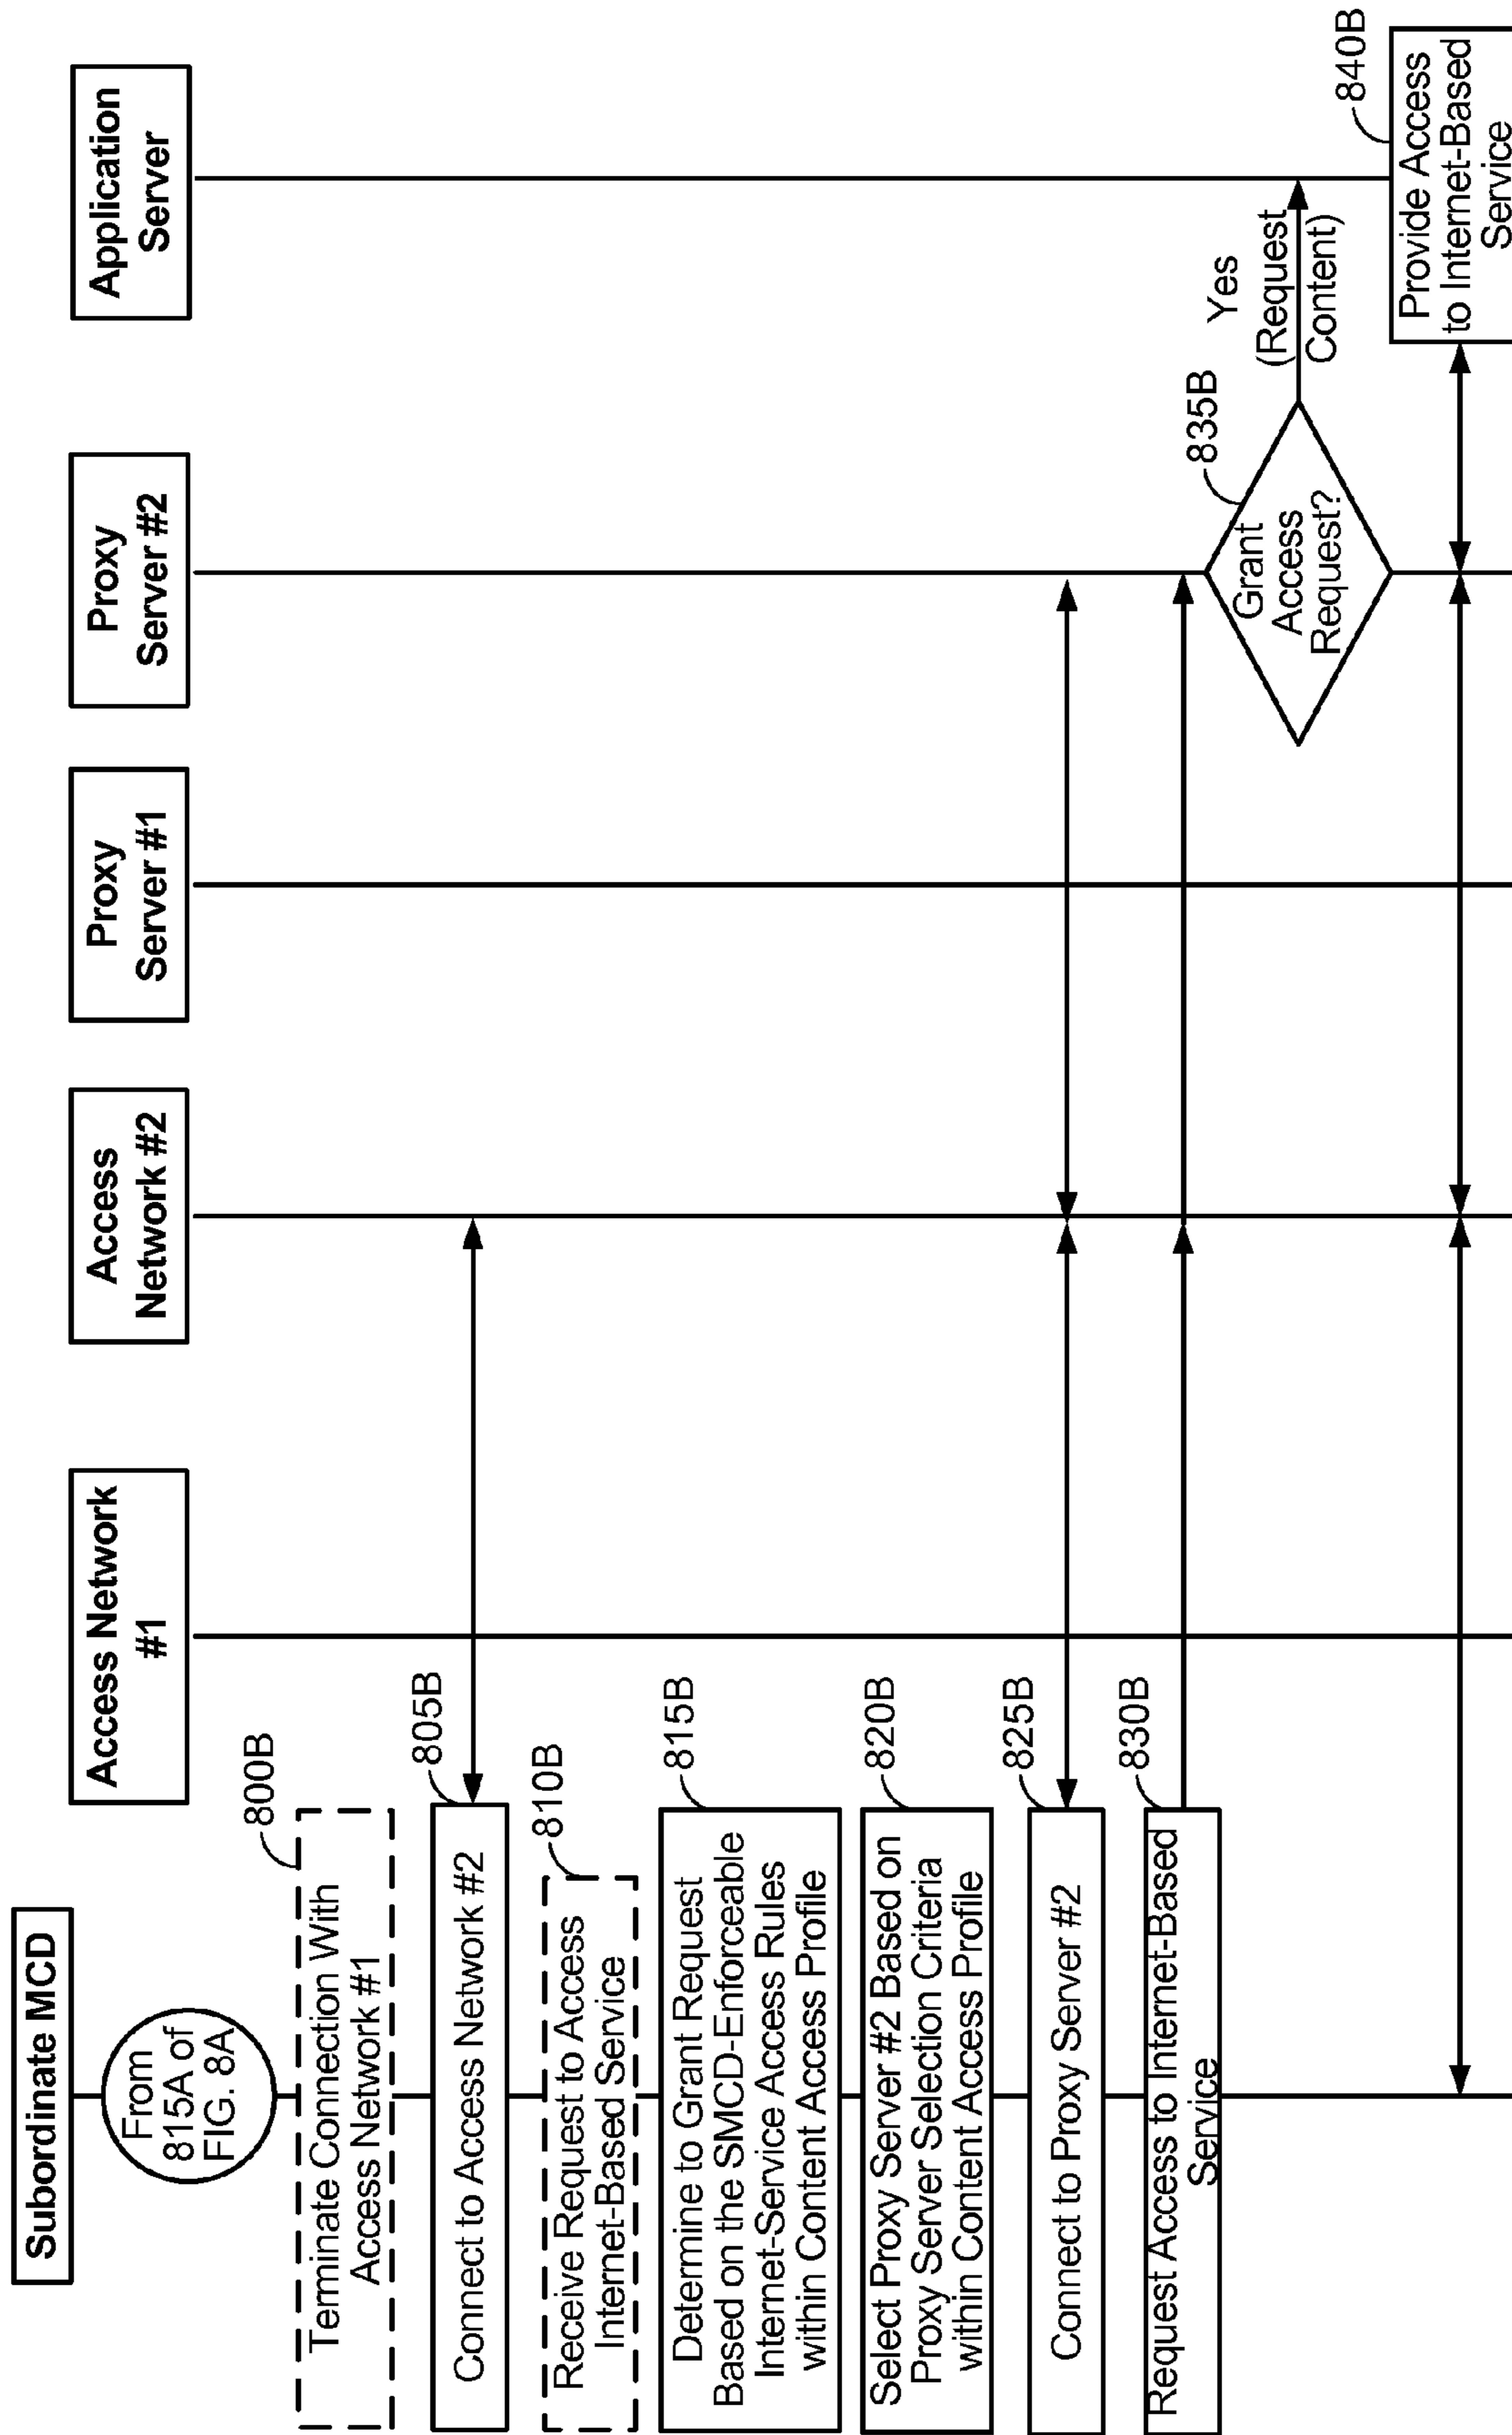 Subordinate MCD
Access Network
#1
Access
Network #2
Proxy
Server #1
Proxy
Server #2
Application
Server
From
815A of
FIG. 8A
Terminate Connection With
Access Network #1
800B
Connect to Access Network #2
805B
Receive Request to Access
Internet-Based Service
810B
Determine to Grant Request
Based on the SMCD-Enforceable
Internet-Service Access Rules
within Content Access Profile
815B
Select Proxy Server #2 Based on
Proxy Server Selection Criteria
within Content Access Profile
820B
Connect to Proxy Server #2
825B
Request Access to Internet-Based
Service
830B
Grant
Access
Request?
835B
Yes
(Request
Content)
Provide Access
to Internet-Based
Service
840B